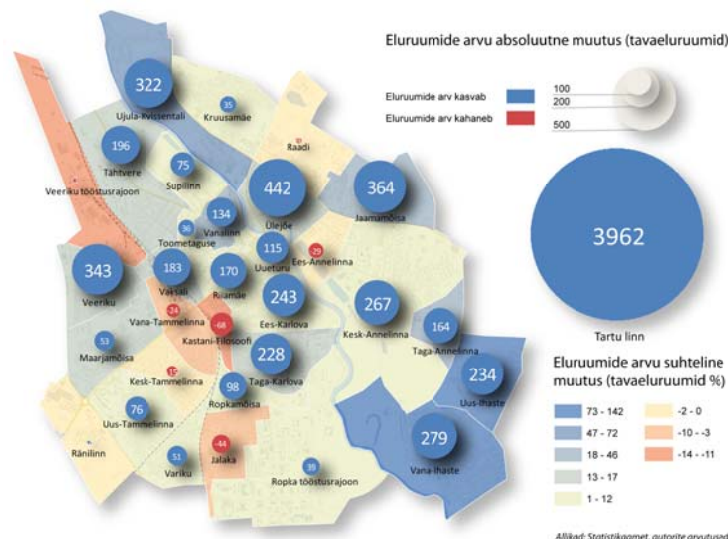 Eluruumide arvu absoluutne muutus (tavaeluruumid)
Eluruumide arv kasvab
Eluruumide arv kahaneb
100
200
500
3962
Tartu linn
Eluruumide arvu suhteline
muutus (tavaeluruumid %)
73 - 142
47 - 72
18 - 46
13 - 17
1 - 12
-2 - 0
-10 - -3
-14 - -11
Allikad: Statistikaamet, autorite arvutused
322
Ujula-Kvissentali
35
Kruusamäe
Raadi
196
Tähtvere
75
Supilinn
Veeriku tööstusrajoon
442
Ülejõe
364
Jaamamõisa
134
Vanalinn
36
Toometaguse
115
Uueturu
-29
Ees-Annelinna
343
Veeriku
183
Vaksali
170
Riiamäe
243
Ees-Karlova
267
Kesk-Annelinna
-24
Vana-Tammelinna
-68
Kastani-Filosoofi
164
Taga-Annelinna
53
Maarjamõisa
228
Taga-Karlova
234
Uus-Ihaste
-15
Kesk-Tammelinna
98
Ropkamõisa
76
Uus-Tammelinna
279
Vana-Ihaste
Ränilinn
51
Variku
-44
Jalaka
39
Ropka tööstusrajoon